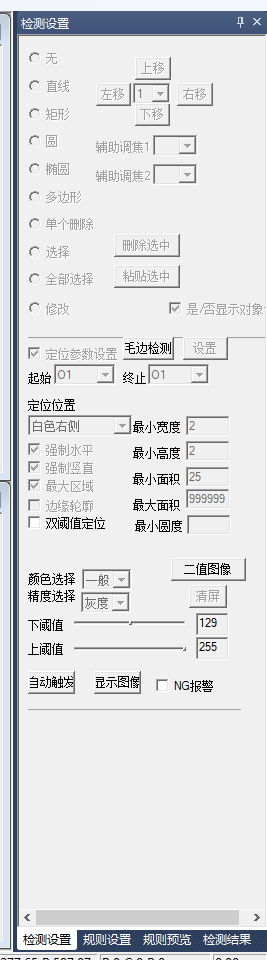 检测设置
无
上移
直线
左移 1 右移
矩形
下移
圆
辅助调焦1
椭圆
辅助调焦2
多边形
单个删除
选择 删除选中
全部选择 粘贴选中
修改 是/否显示对象
定位参数设置 毛边检测 设置
起始 01 终止 01
定位位置
白色右侧 最小宽度 2
强制水平 最小高度 2
强制竖直
最小面积 25
最大区域
最大面积 999999
边缘轮廓
双阈值定位 最小圆度
二值图像
颜色选择 一般
精度选择 灰度 清屏
下阈值 129
上阈值 255
自动触发 显示图像 NG报警
检测设置 规则设置 规则预览 检测结果